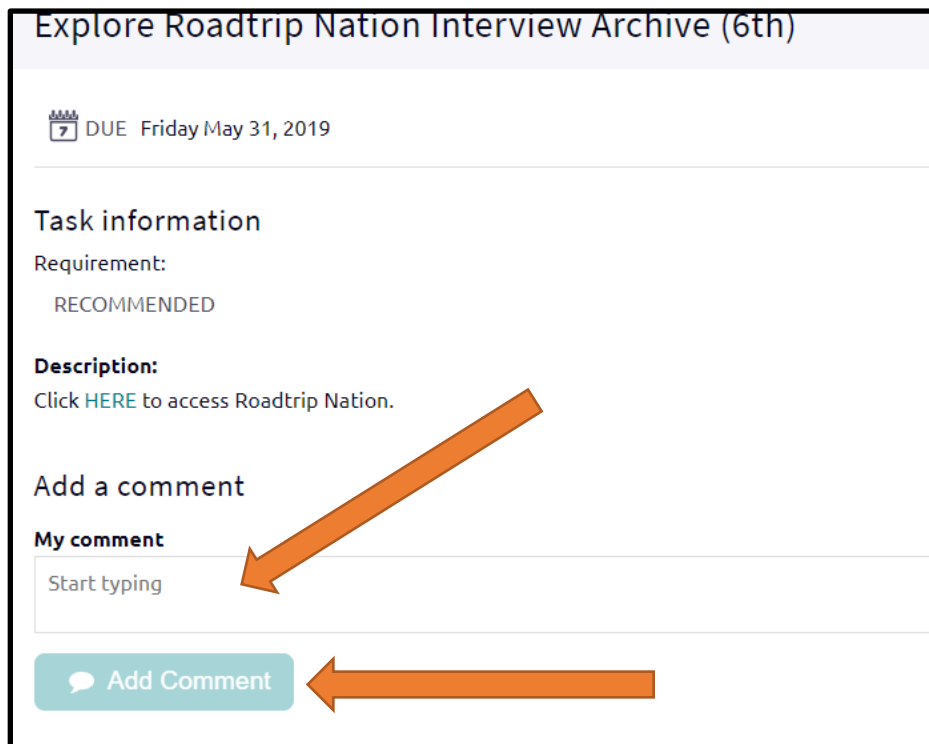 Explore Roadtrip Nation Interview Archive (6th)
7 DUE Friday May 31, 2019
Task information
Requirement:
RECOMMENDED
Description:
Click HERE to access Roadtrip Nation.
Add a comment
My comment
Start typing
Add Comment